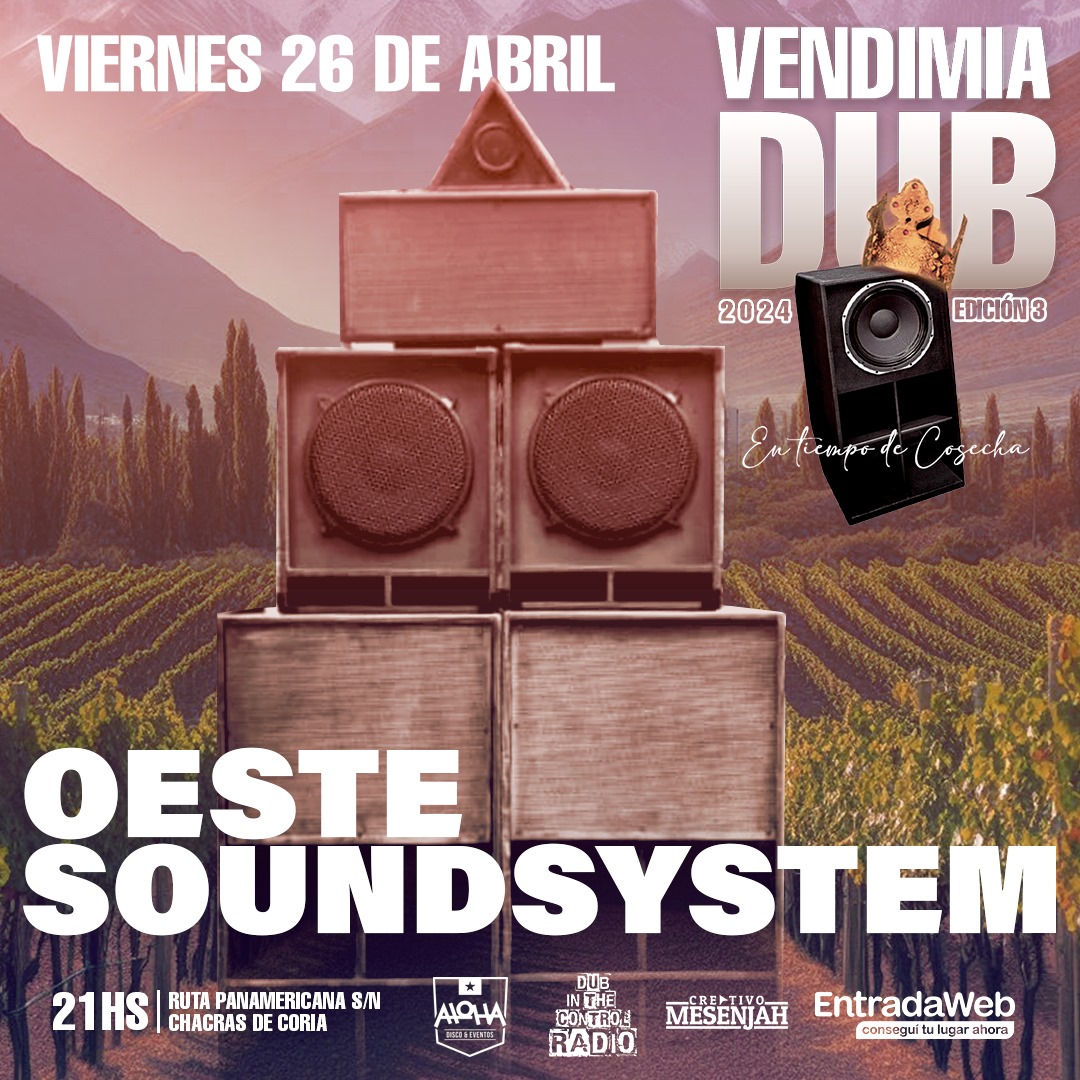 VIERNES 26 DE ABRIL
VENDIMIA
DUB
2024 EDICIÓN 3
En tiempo de Cosecha
OESTE
SOUNDSYSTEM
21HS
RUTA PANAMERICANA S/N
CHACRAS DE CORIA
ALOHA
DISCO & EVENTOS
DUB
IN THE
CONTROL
RADIO
CREATIVO
MESENJAH
EntradaWeb
conseguí tu lugar ahora